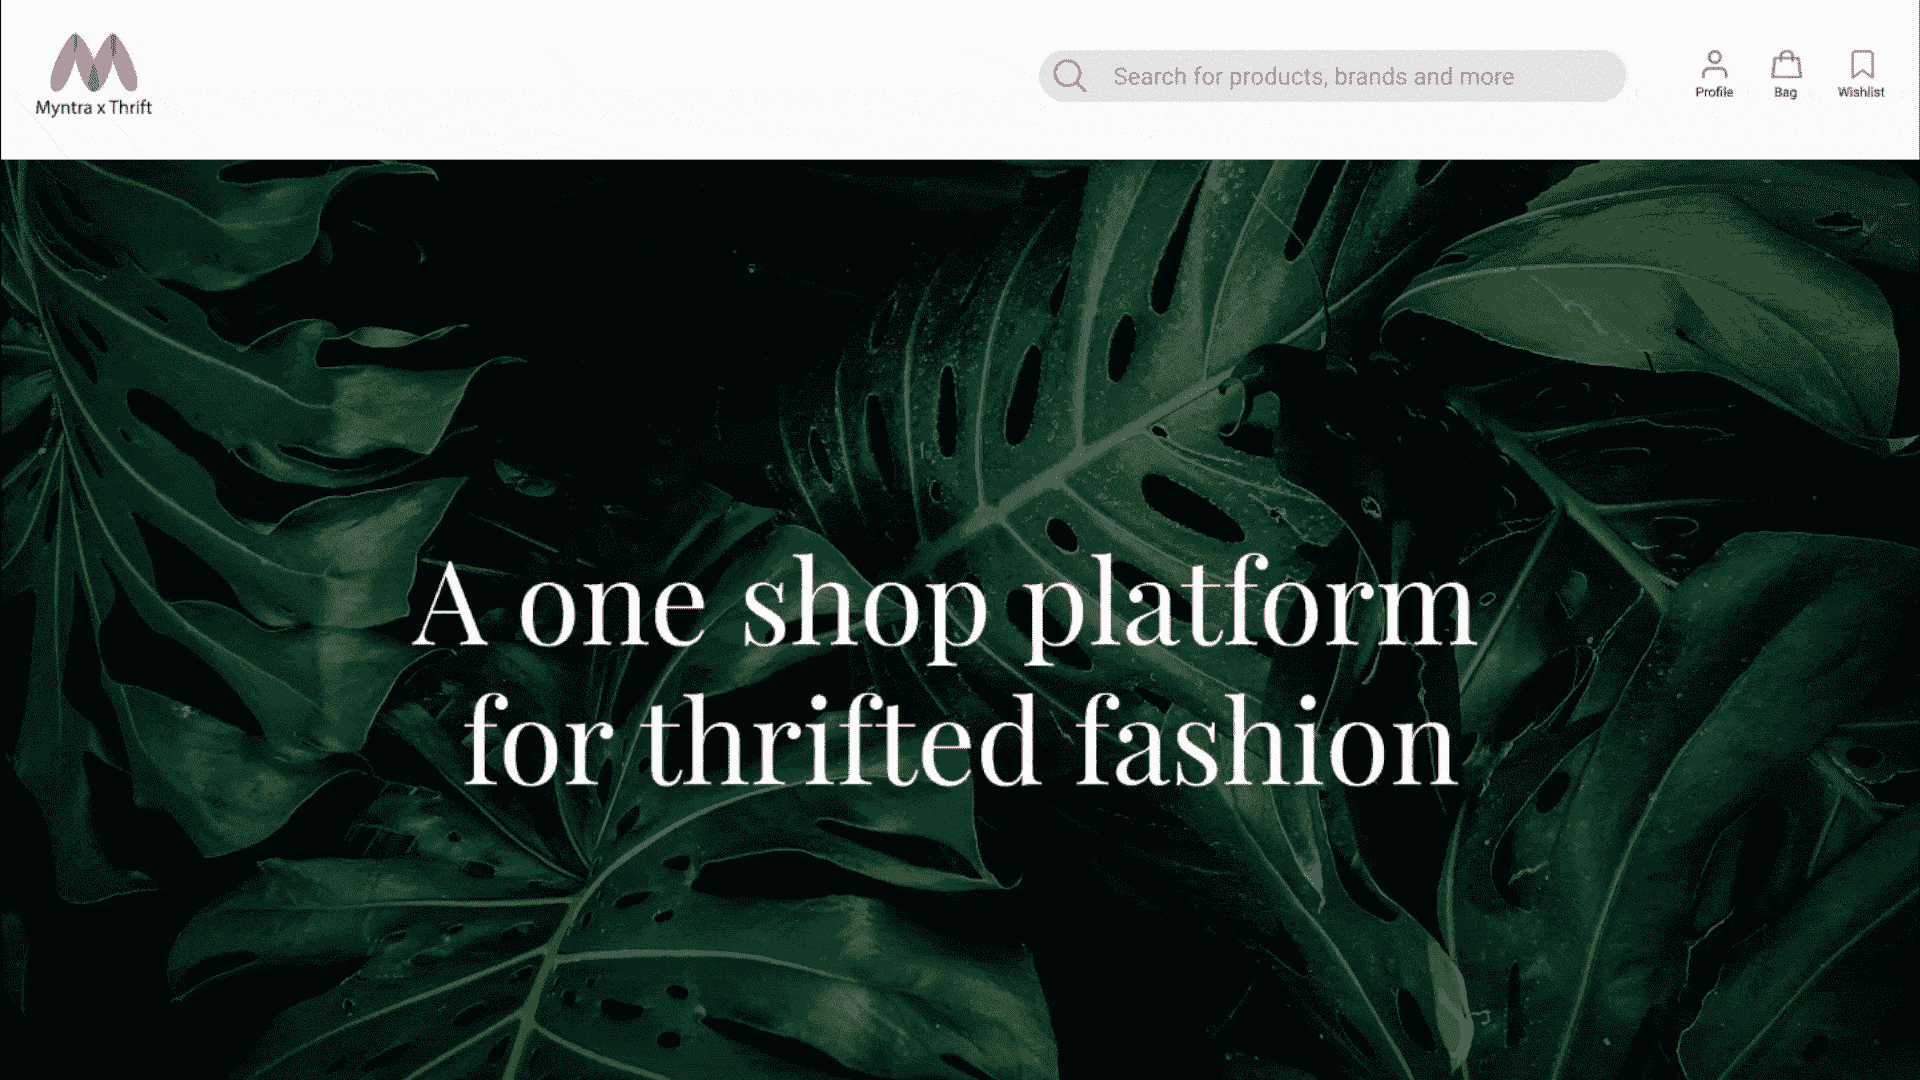 Myntra x Thrift
Search for products, brands and more
Profile
Bag
Wishlist
A one shop platform
for thrifted fashion